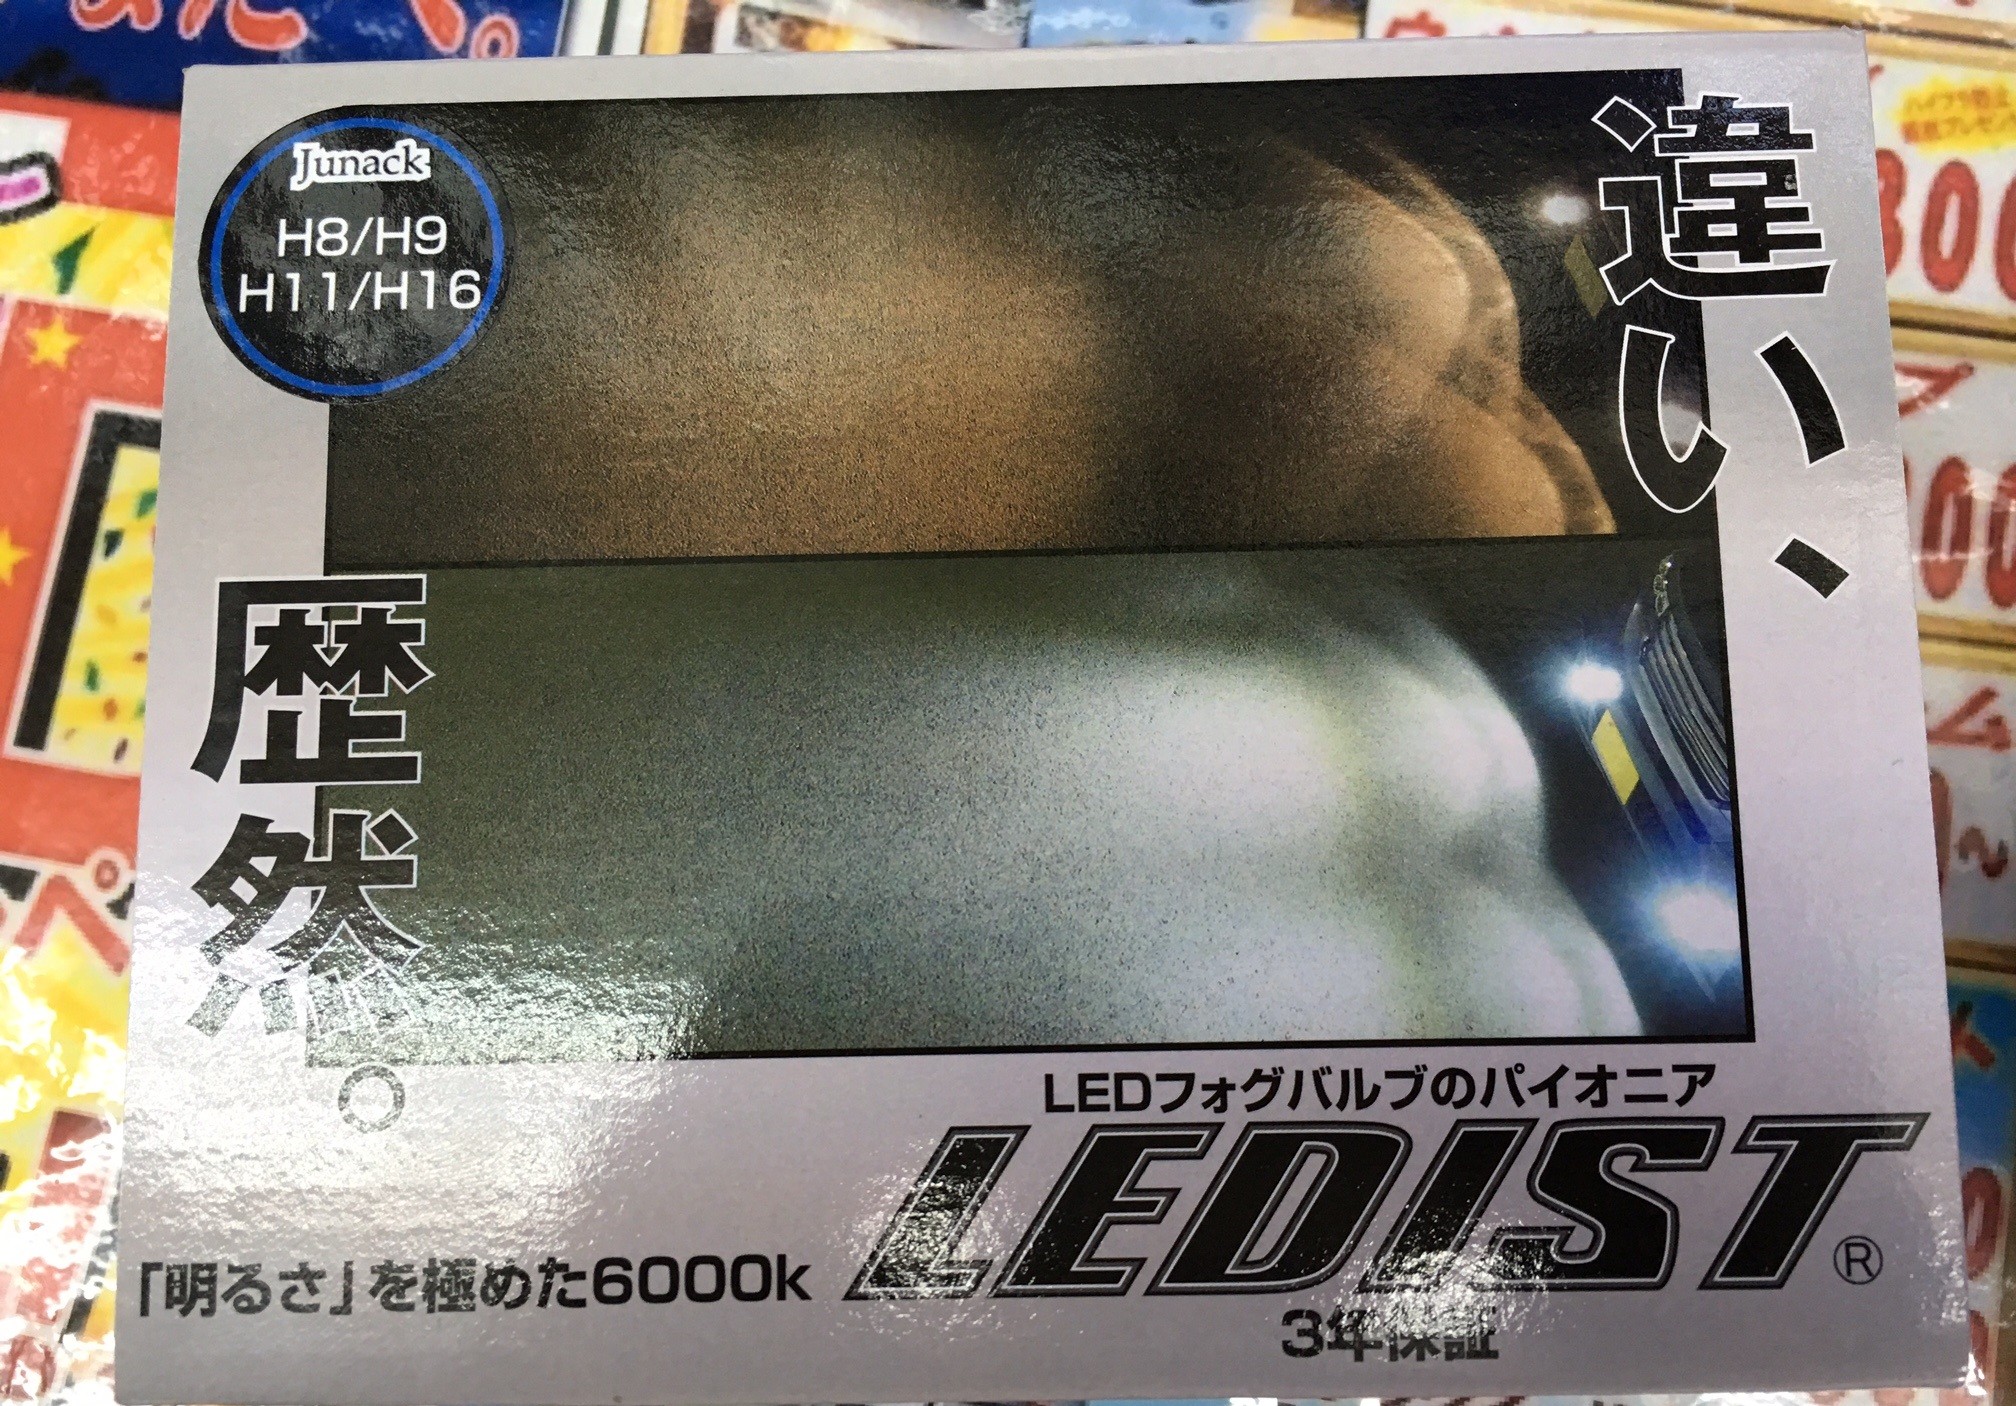 Junack
H8/H9
H11/H16
違い、
歴然。
LEDフォグバルブのパイオニア
LEDIST®
「明るさ」を極めた6000k
3年保証